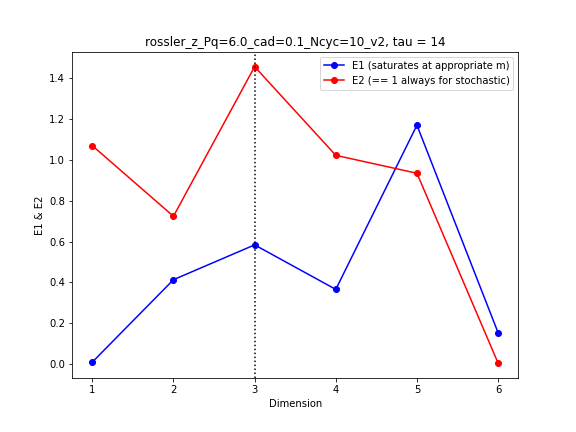 rossler_z_Pq=6.0_cad=0.1_Ncyc=10_v2, tau = 14
E1 (saturates at appropriate m)
E2 (== 1 always for stochastic)
E1 & E2
1.4
1.2
1.0
0.8
0.6
0.4
0.2
0.0
1 2 3 4 5 6
Dimension